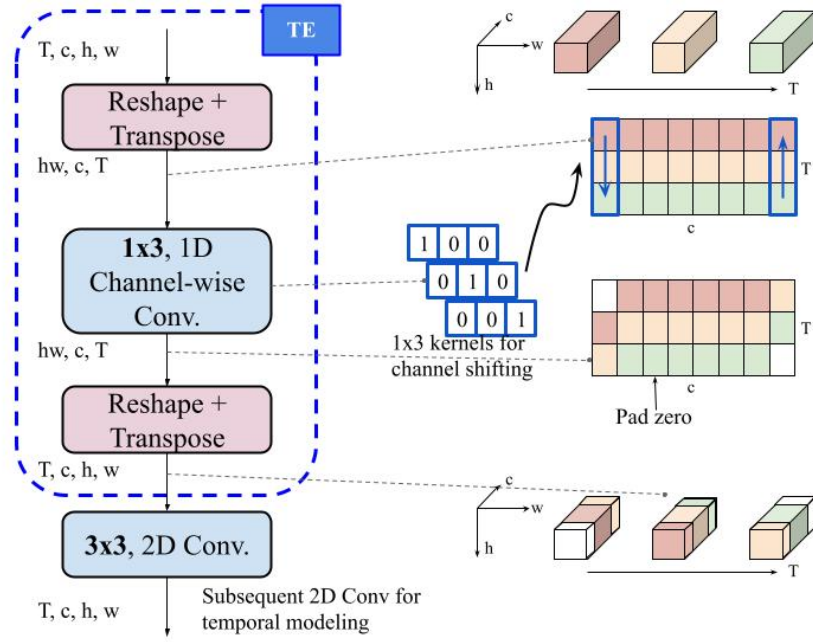 TE
T, c, h, w
Reshape +
Transpose
hw, c, T
1x3, 1D
Channel-wise
Conv.
hw, c, T
Reshape +
Transpose
T, c, h, w
3x3, 2D Conv.
T, c, h, w
Subsequent 2D Conv for
temporal modeling
1 0 0
0 1 0
0 0 1
1x3 kernels for
channel shifting
c
w
h
T
T
c
T
c
Pad zero
c
w
h
T